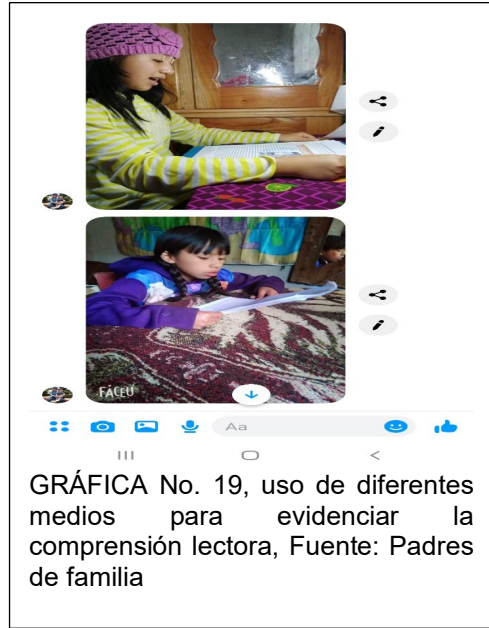 FACEU
Aa
GRÁFICA No. 19, uso de diferentes
medios para evidenciar la
comprensión lectora, Fuente: Padres
de familia